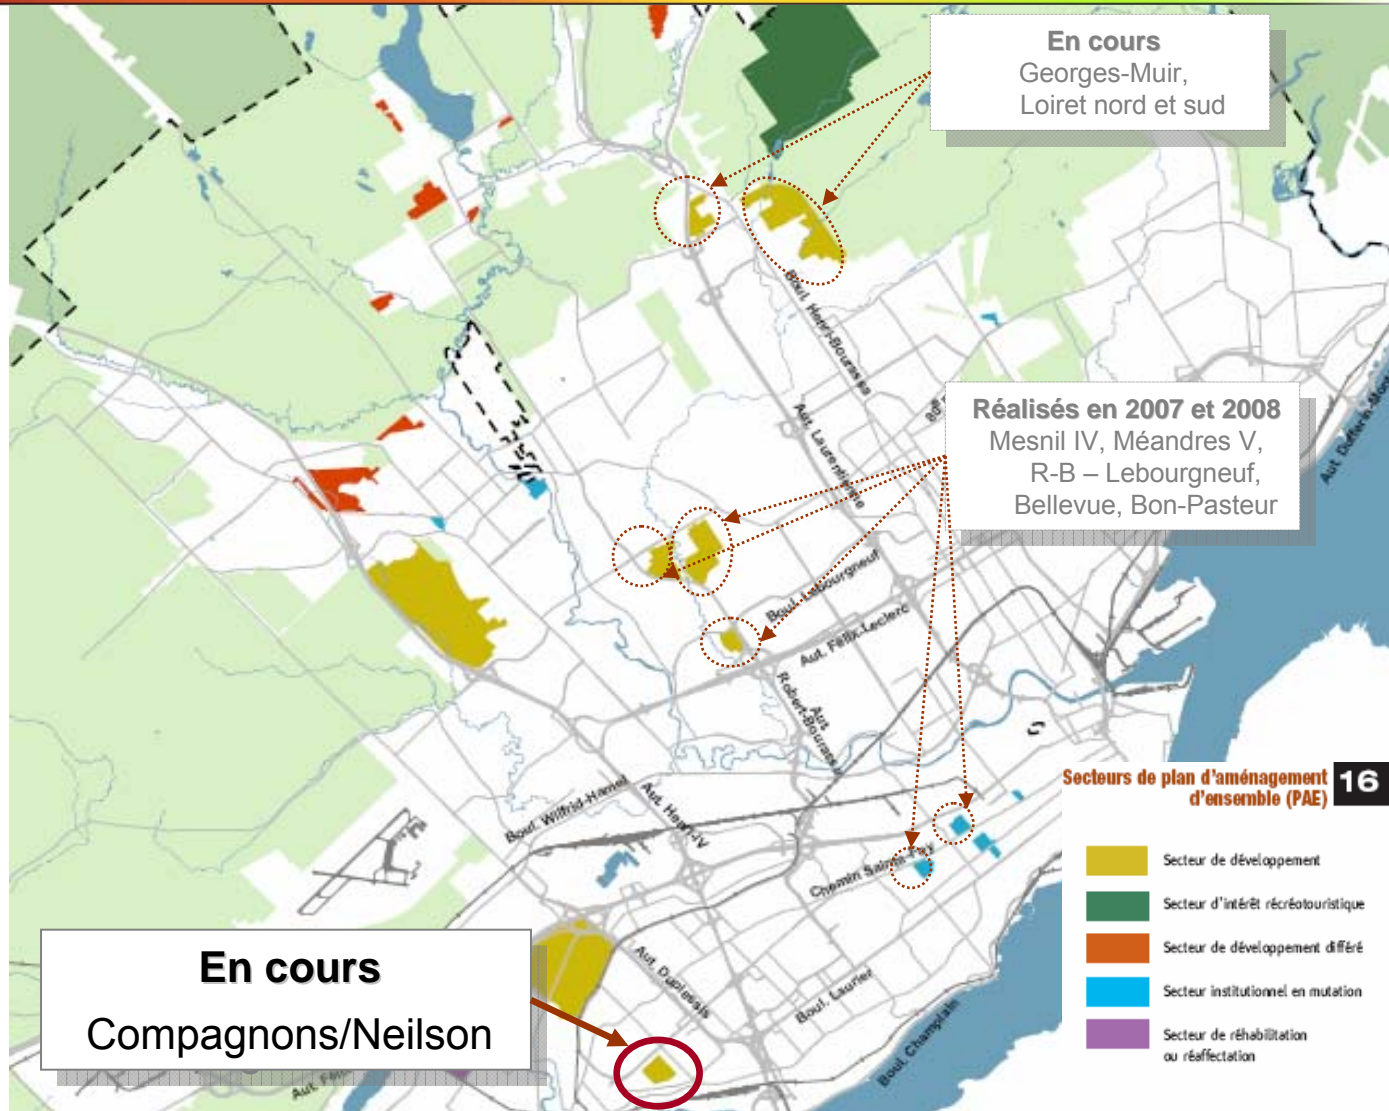 En cours
Georges-Muir,
Loiret nord et sud
Boul. Henri-Bourassa
Aut. Laurentienne
Réalisés en 2007 et 2008
Mesnil IV, Méandres V,
R-B – Lebourgneuf,
Bellevue, Bon-Pasteur
Boul. Lebourgneuf
Aut. Félix-Leclerc
Aut
Robert-Bourassa
Boul. Wilfrid-Hamel
Aut. Henri-IV
Chemin Sainte-Foy
Aut. Duplessis
Boul. Laurier
Boul. Champlain
En cours
Compagnons/Neilson
Secteurs de plan d'aménagement
d'ensemble (PAE)
16
Secteur de développement
Secteur d'intérêt récréotouristique
Secteur de développement différé
Secteur institutionnel en mutation
Secteur de réhabilitation
ou réaffectation